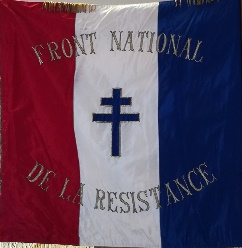 FRONT NATIONAL
DE LA RESISTANCE